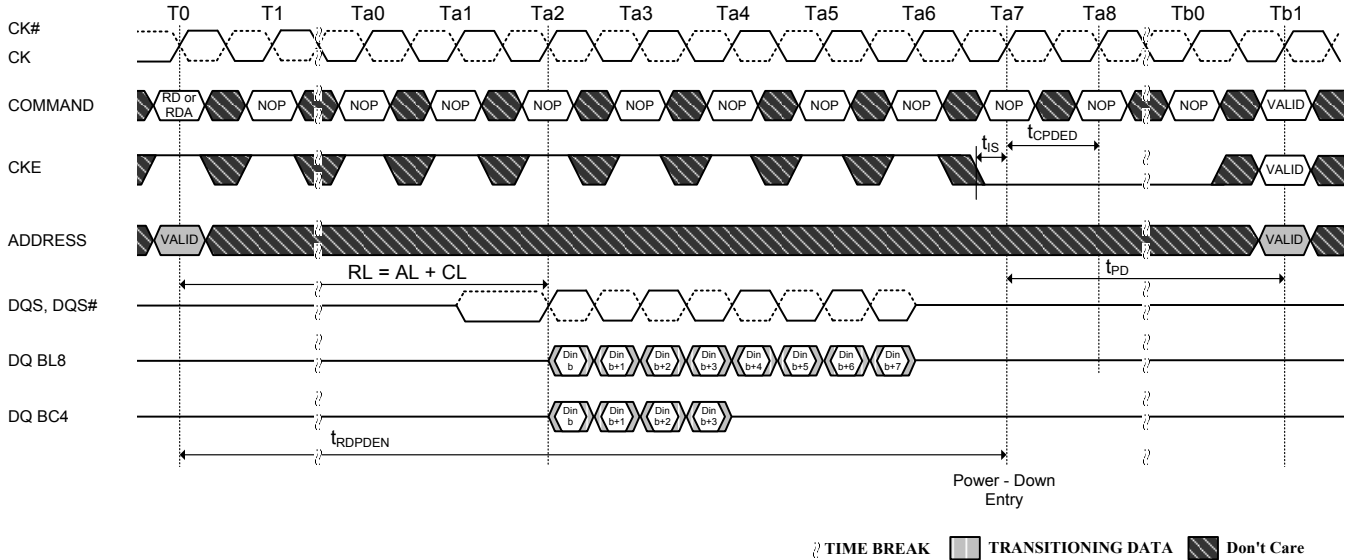 T0 T1 Ta0 Ta1 Ta2 Ta3 Ta4 Ta5 Ta6 Ta7 Ta8 Tb0 Tb1
CK#
CK
COMMAND
RD or
RDA
NOP NOP NOP NOP NOP NOP NOP NOP NOP NOP NOP VALID
tIS
tCPDED
CKE
VALID
ADDRESS
VALID VALID
RL = AL + CL
tPD
DQS, DQS#
DQ BL8
Din
b
Din
b+1
Din
b+2
Din
b+3
Din
b+4
Din
b+5
Din
b+6
Din
b+7
DQ BC4
Din
b
Din
b+1
Din
b+2
Din
b+3
tRDPDEN
Power - Down
Entry
TIME BREAK TRANSITIONING DATA Don't Care